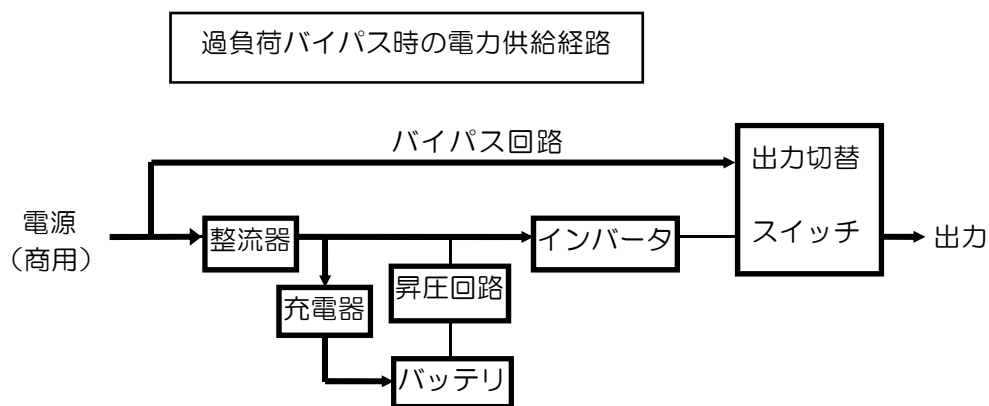 過負荷バイパス時の電力供給経路
バイパス回路
出力切替
スイッチ
電源
（商用）
整流器
インバータ
出力
充電器
昇圧回路
バッテリ